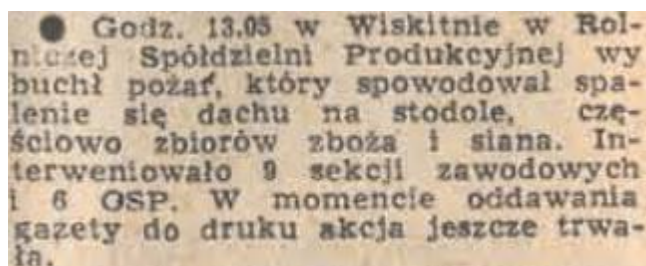 ● Godz. 13.05 w Wiskitnie w Rol-
niczej Spółdzielni Produkcyjnej wy
buchł pożar, który spowodował spa-
lenie się dachu na stodole, czę-
ściowo zbiorów zboża i siana. In-
terweniowało 9 sekcji zawodowych
i 6 OSP. W momencie oddawania
gazety do druku akcja jeszcze trwa-
ła.